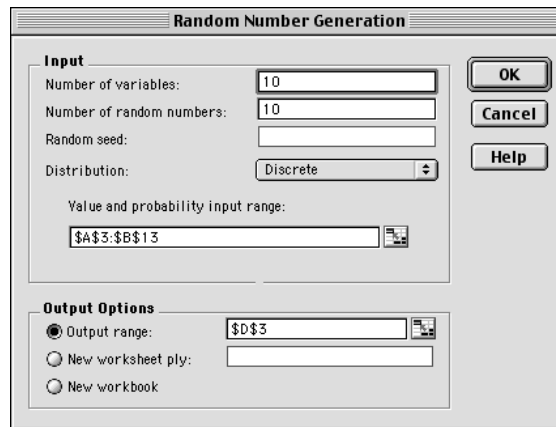 Random Number Generation
Input
Number of variables: 10
Number of random numbers: 10
Random seed:
Distribution: Discrete
Value and probability input range:
$A$3:$B$13
OK
Cancel
Help
Output Options
Output range: $D$3
New worksheet ply:
New workbook